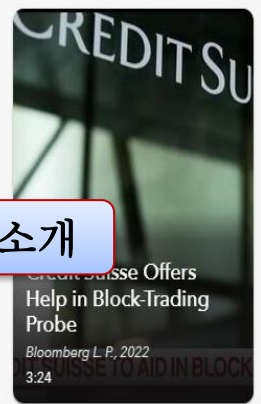 CREDIT SU
소개
Credit Suisse Offers
Help in Block-Trading
Probe
Bloomberg L. P., 2022
3:24
DIT SUISSE TO AID IN BLOCK